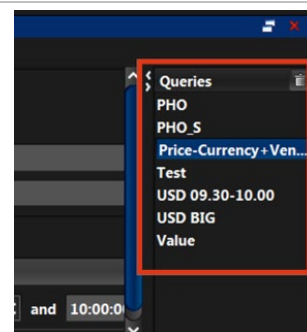 Queries
PHO
PHO_S
Price-Currency+Ven...
Test
USD 09.30-10.00
USD BIG
Value
and 10:00:0